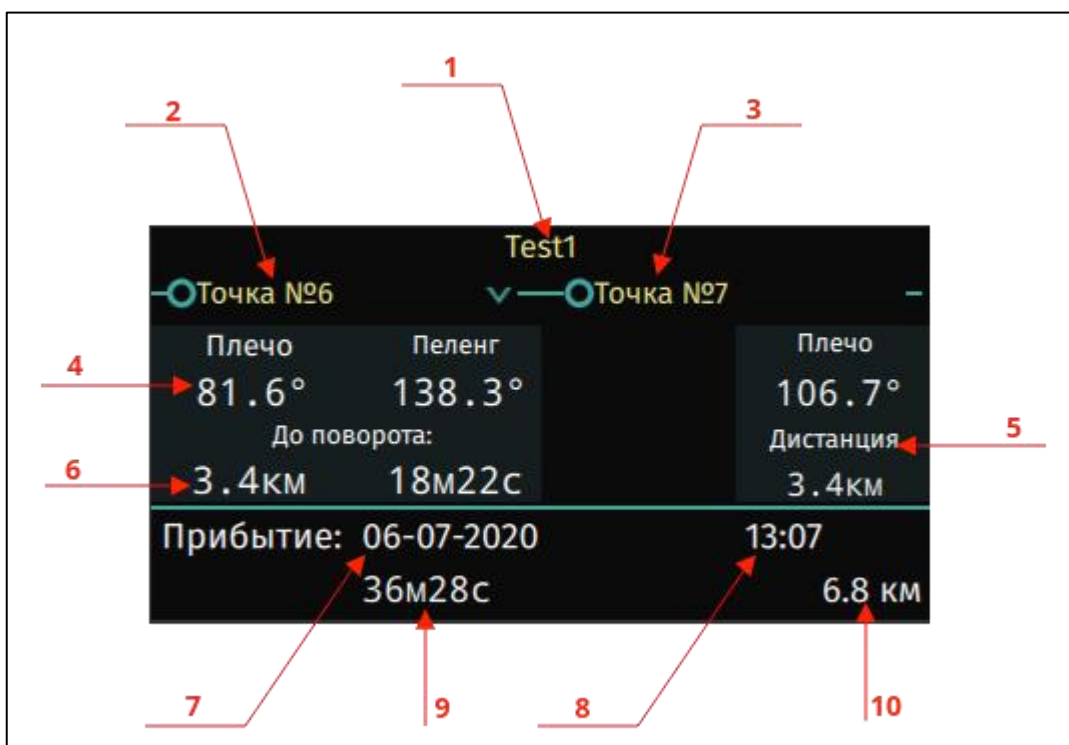 1
2
3
Test1
Точка №6
Точка №7
Плечо
Пеленг
Плечо
4
81.6°
138.3°
106.7°
До поворота:
Дистанция
5
6
3.4км
18м22с
3.4км
Прибытие: 06-07-2020
13:07
36м28с
6.8 км
7
9
8
10